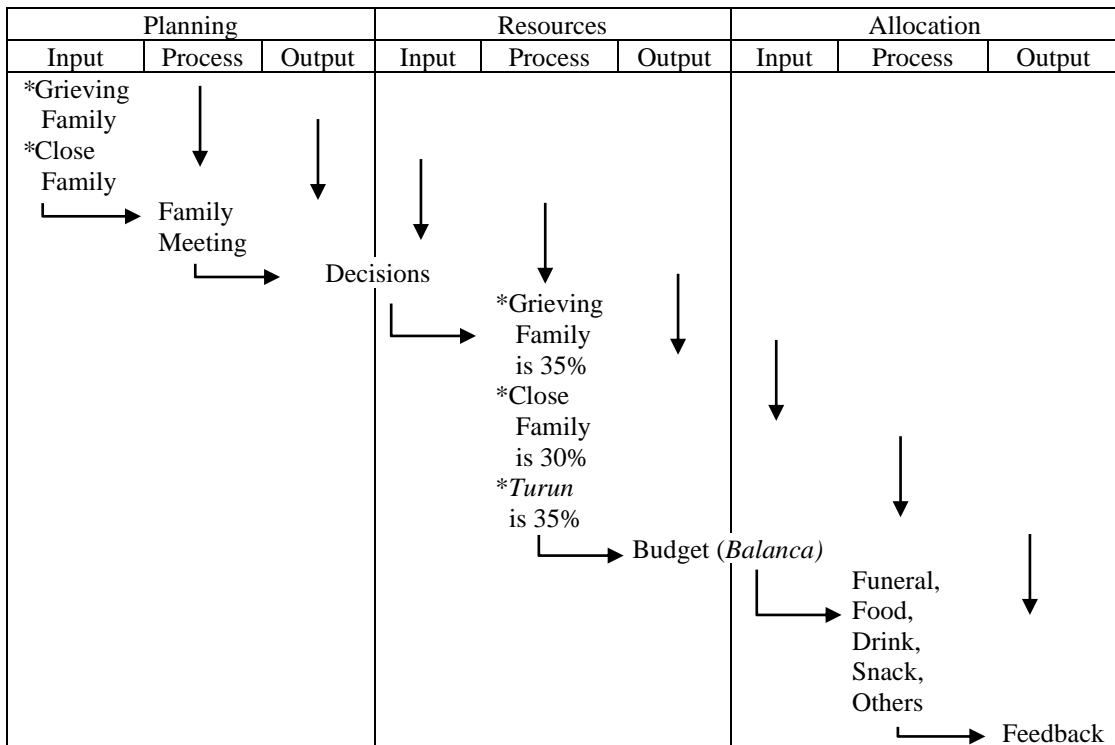 Planning Resources Allocation
Input Process Output Input Process Output Input Process Output
*Grieving
Family
*Close
Family
Family
Meeting
Decisions
*Grieving
Family
is 35%
*Close
Family
is 30%
*Turun
is 35%
Budget (Balanca)
Funeral,
Food,
Drink,
Snack,
Others
Feedback